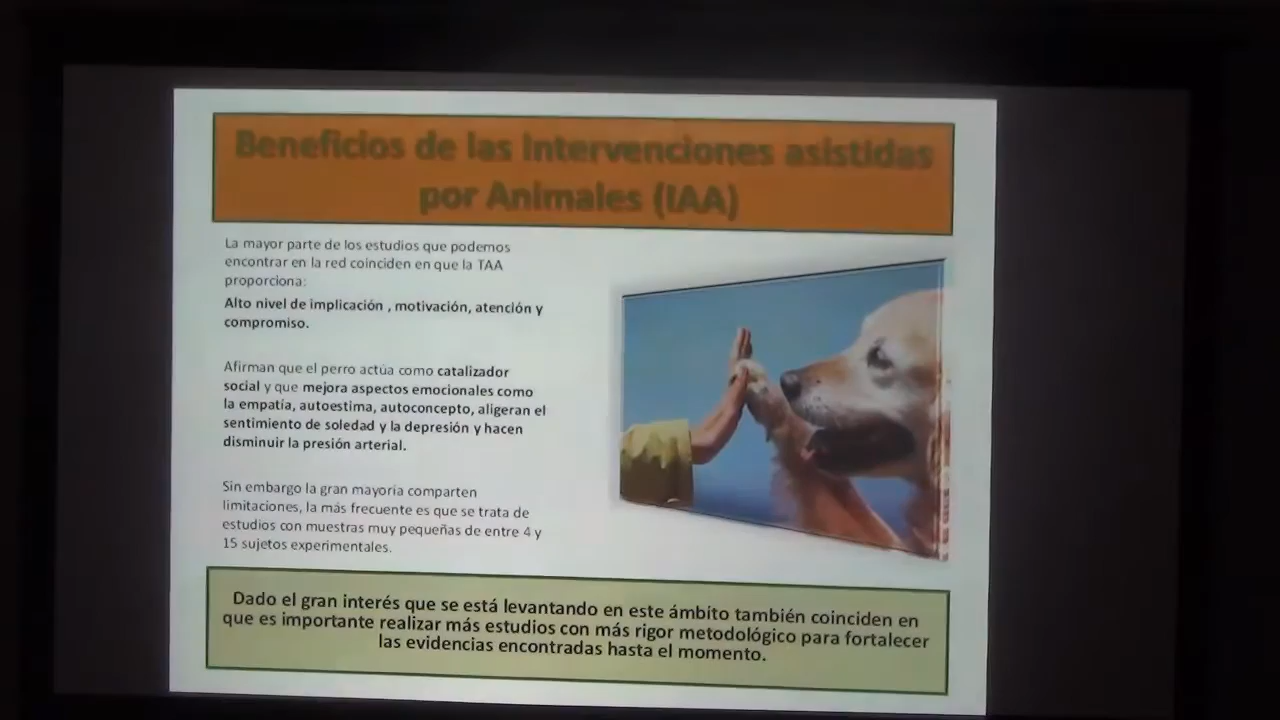 Beneficios de las Intervenciones asistidas
por Animales (IAA)
La mayor parte de los estudios que podemos
encontrar en la red coinciden en que la TAA
proporciona:
Alto nivel de implicación , motivación, atención y
compromiso.
Afirman que el perro actúa como catalizador
social y que mejora aspectos emocionales como
la empatía, autoestima, autoconcepto, aligeran el
sentimiento de soledad y la depresión y hacen
disminuir la presión arterial.
Sin embargo la gran mayoría comparten
limitaciones, la más frecuente es que se trata de
estudios con muestras muy pequeñas de entre 4 y
15 sujetos experimentales.
Dado el gran interés que se está levantando en este ámbito también coinciden en
que es importante realizar más estudios con más rigor metodológico para fortalecer
las evidencias encontradas hasta el momento.